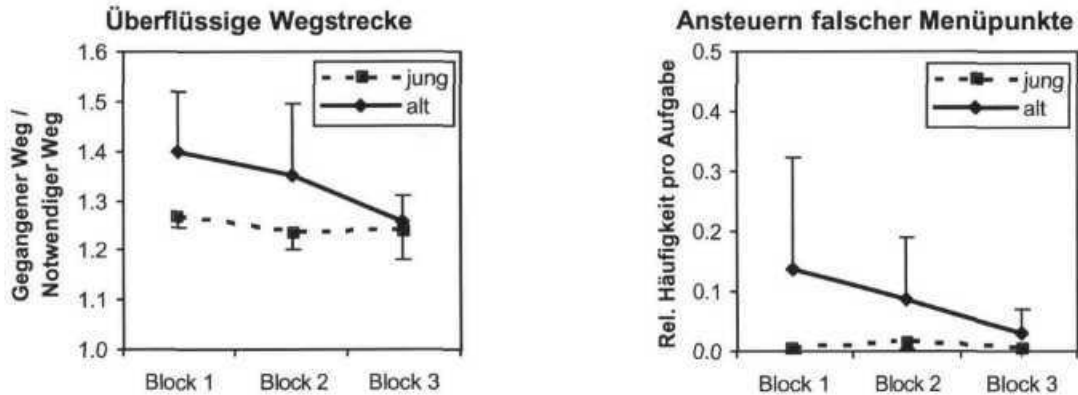 Überflüssige Wegstrecke
Gegangener Weg /
Notwendiger Weg
1.6
1.5
1.4
1.3
1.2
1.1
1.0
jung
alt
Block 1 Block 2 Block 3
Ansteuern falscher Menüpunkte
Rel. Häufigkeit pro Aufgabe
0.5
0.4
0.3
0.2
0.1
0.0
jung
alt
Block 1 Block 2 Block 3